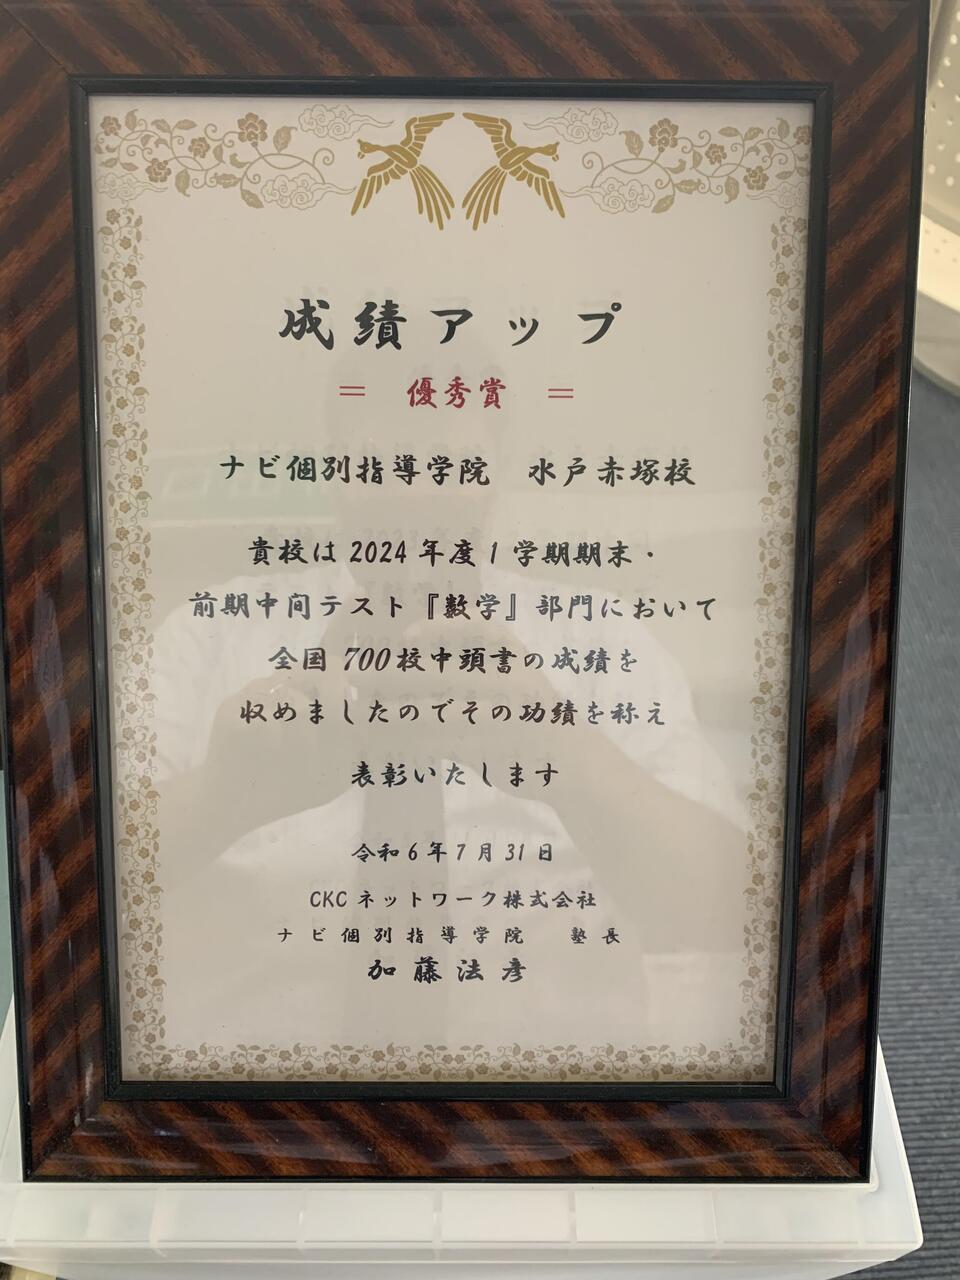 成績アップ
＝　優秀賞　＝
ナビ個別指導学院　水戸赤塚校
貴校は2024年度1学期期末・
前期中間テスト『数学』部門において
全国700校中頭書の成績を
収めましたのでその功績を称え
表彰いたします
令和6年7月31日
CKCネットワーク株式会社
ナビ個別指導学院　塾長
加藤法彦